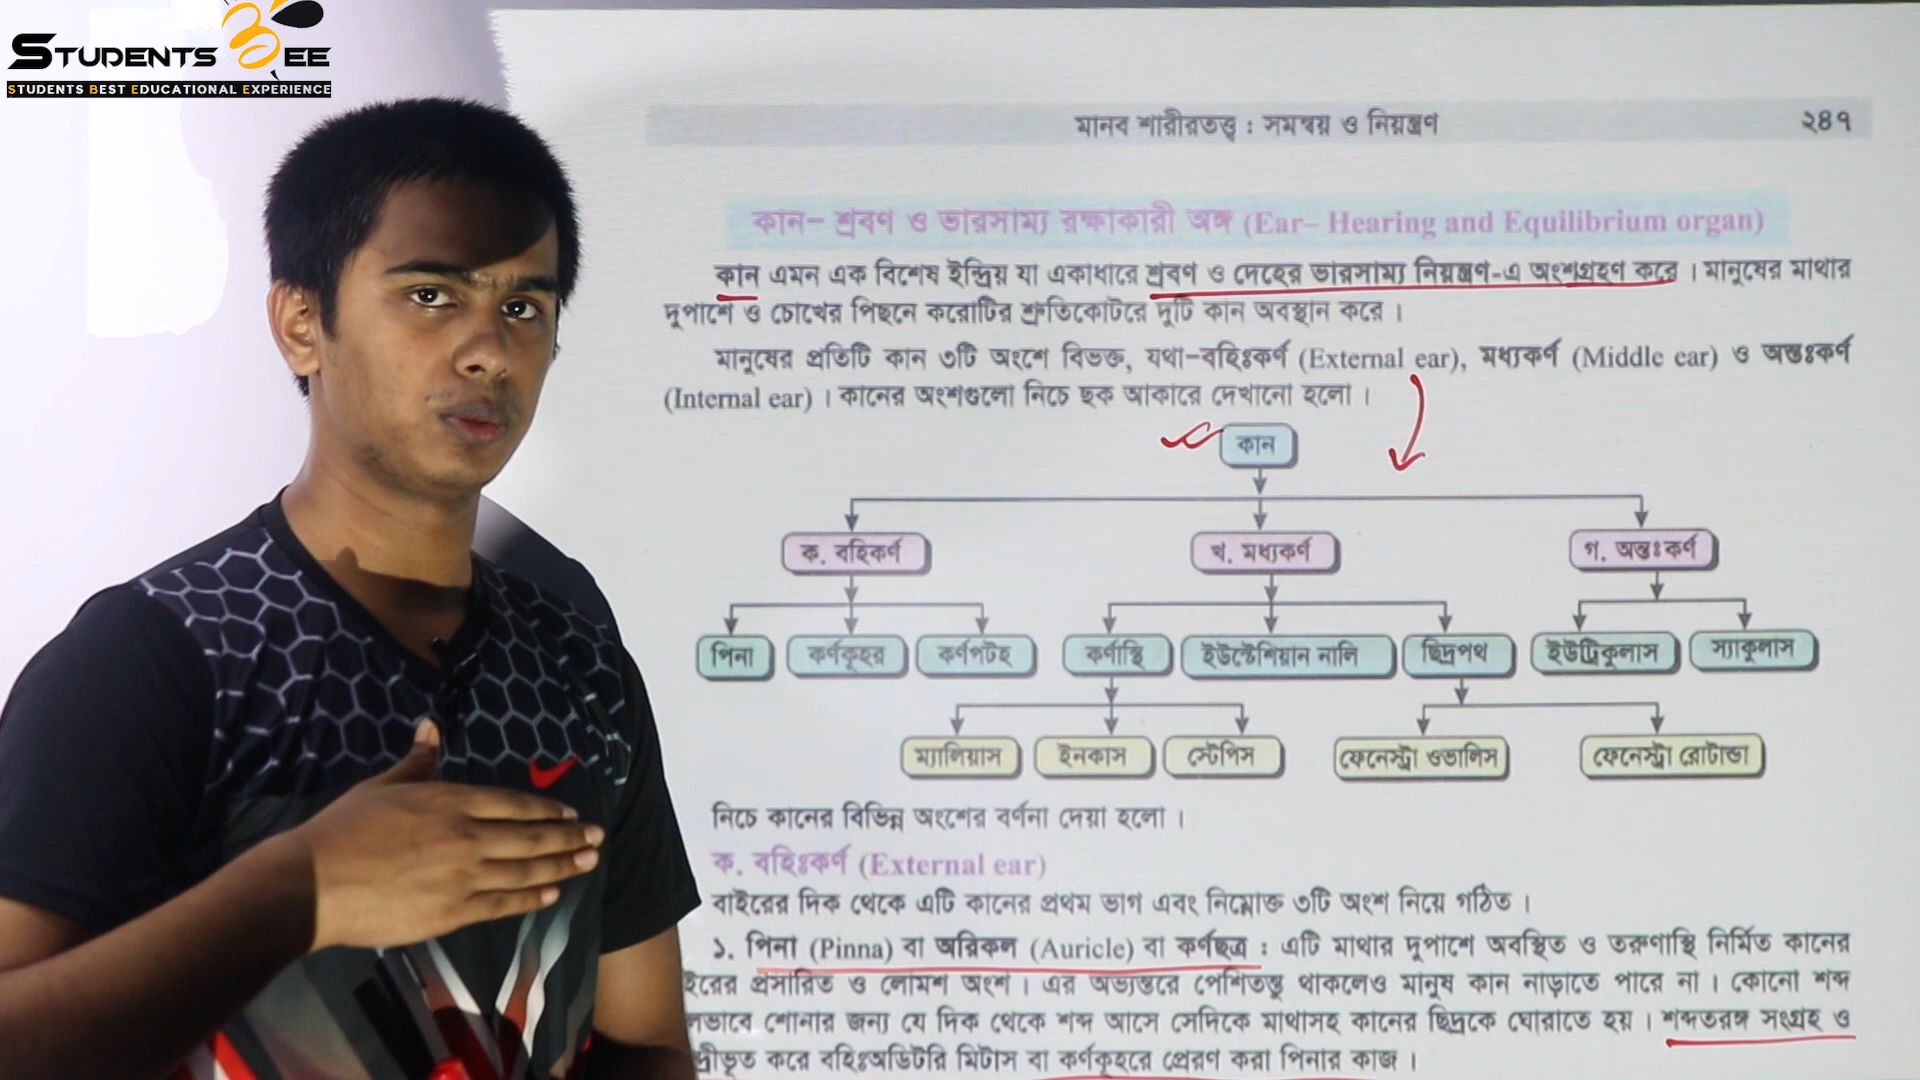 STUDENTS BEE
STUDENTS BEST EDUCATIONAL EXPERIENCE
মানব শারীরতত্ত্ব : সমন্বয় ও নিয়ন্ত্রণ ২৪৭
কান– শ্রবণ ও ভারসাম্য রক্ষাকারী অঙ্গ (Ear– Hearing and Equilibrium organ)
কান এমন এক বিশেষ ইন্দ্রিয় যা একাধারে শ্রবণ ও দেহের ভারসাম্য নিয়ন্ত্রণ-এ অংশগ্রহণ করে । মানুষের মাথার
দুপাশে ও চোখের পিছনে করোটির শ্রুতিকোটরে দুটি কান অবস্থান করে ।
মানুষের প্রতিটি কান ৩টি অংশে বিভক্ত, যথা–বহিঃকর্ণ (External ear), মধ্যকর্ণ (Middle ear) ও অন্তঃকর্ণ
(Internal ear) । কানের অংশগুলো নিচে ছক আকারে দেখানো হলো ।
কান
ক. বহিকর্ণ খ. মধ্যকর্ণ গ. অন্তঃকর্ণ
পিনা কর্ণকূহর কর্ণপটহ কর্ণাস্থি ইউস্টেশিয়ান নালি ছিদ্রপথ ইউট্রিকুলাস স্যাকুলাস
ম্যালিয়াস ইনকাস স্টেপিস ফেনেস্ট্রা ওভালিস ফেনেস্ট্রা রোটান্ডা
নিচে কানের বিভিন্ন অংশের বর্ণনা দেয়া হলো ।
ক. বহিঃকর্ণ (External ear)
বাইরের দিক থেকে এটি কানের প্রথম ভাগ এবং নিম্নোক্ত ৩টি অংশ নিয়ে গঠিত ।
১. পিনা (Pinna) বা অরিকল (Auricle) বা কর্ণছত্র : এটি মাথার দুপাশে অবস্থিত ও তরুণাস্থি নির্মিত কানের
ইরের প্রসারিত ও লোমশ অংশ । এর অভ্যন্তরে পেশিতন্তু থাকলেও মানুষ কান নাড়াতে পারে না । কোনো শব্দ
লভাবে শোনার জন্য যে দিক থেকে শব্দ আসে সেদিকে মাথাসহ কানের ছিদ্রকে ঘোরাতে হয় । শব্দতরঙ্গ সংগ্রহ ও
ন্দ্রীভূত করে বহিঃঅডিটরি মিটাস বা কর্ণকূহরে প্রেরণ করা পিনার কাজ ।